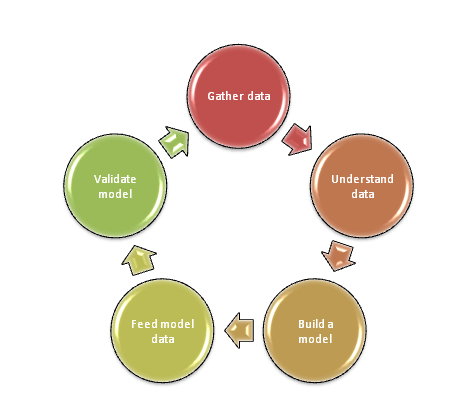 Gather data
Understand
data
Build a
model
Feed model
data
Validate
model